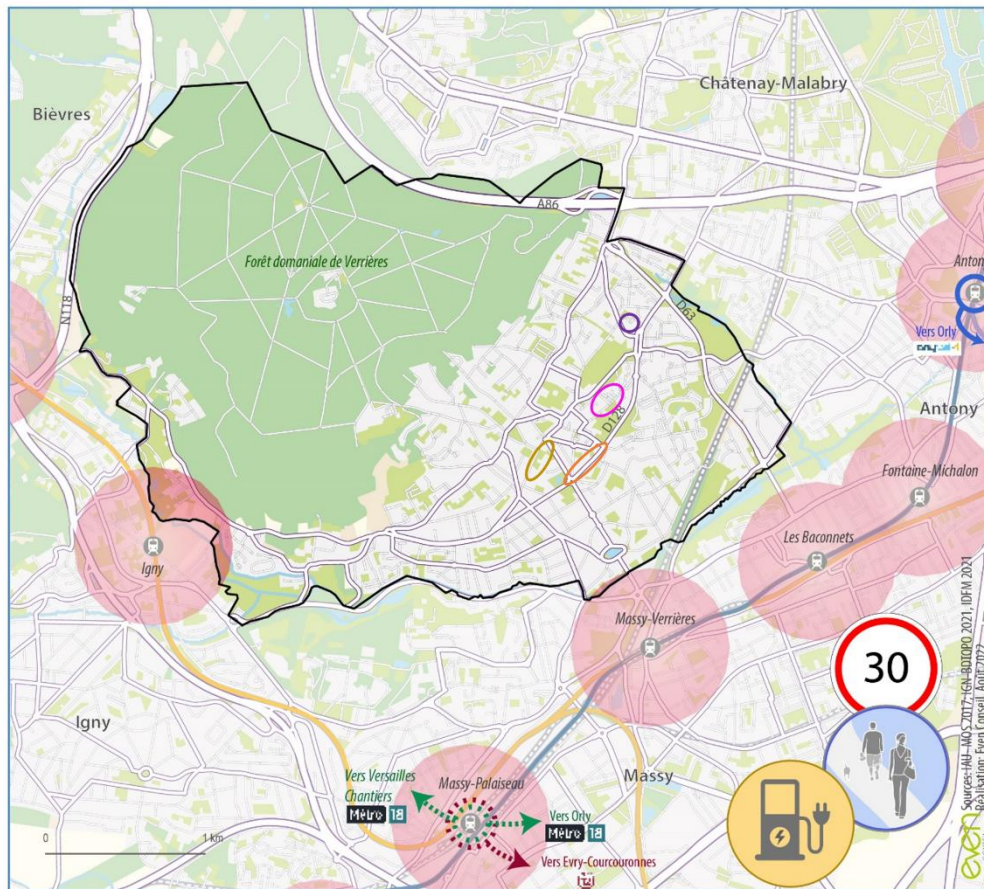 Châtenay-Malabry
Bièvres
A86
Forêt domaniale de Verrières
N118
D63
Vers Orly
Antony
D128
Fontaine-Michalon
Les Baconnets
Igny
Massy-Verrières
30
Igny
Massy
Massy-Palaiseau
Vers Versailles
Chantiers
Métro 18
Vers Orly
Métro 18
Vers Evry-Courcouronnes
0
1 km
even
Sources: IAU- MOS 2017, IGN-BDTOPO 2021, IDFM 2021
Réalisation: Even Conseil, Août 2022